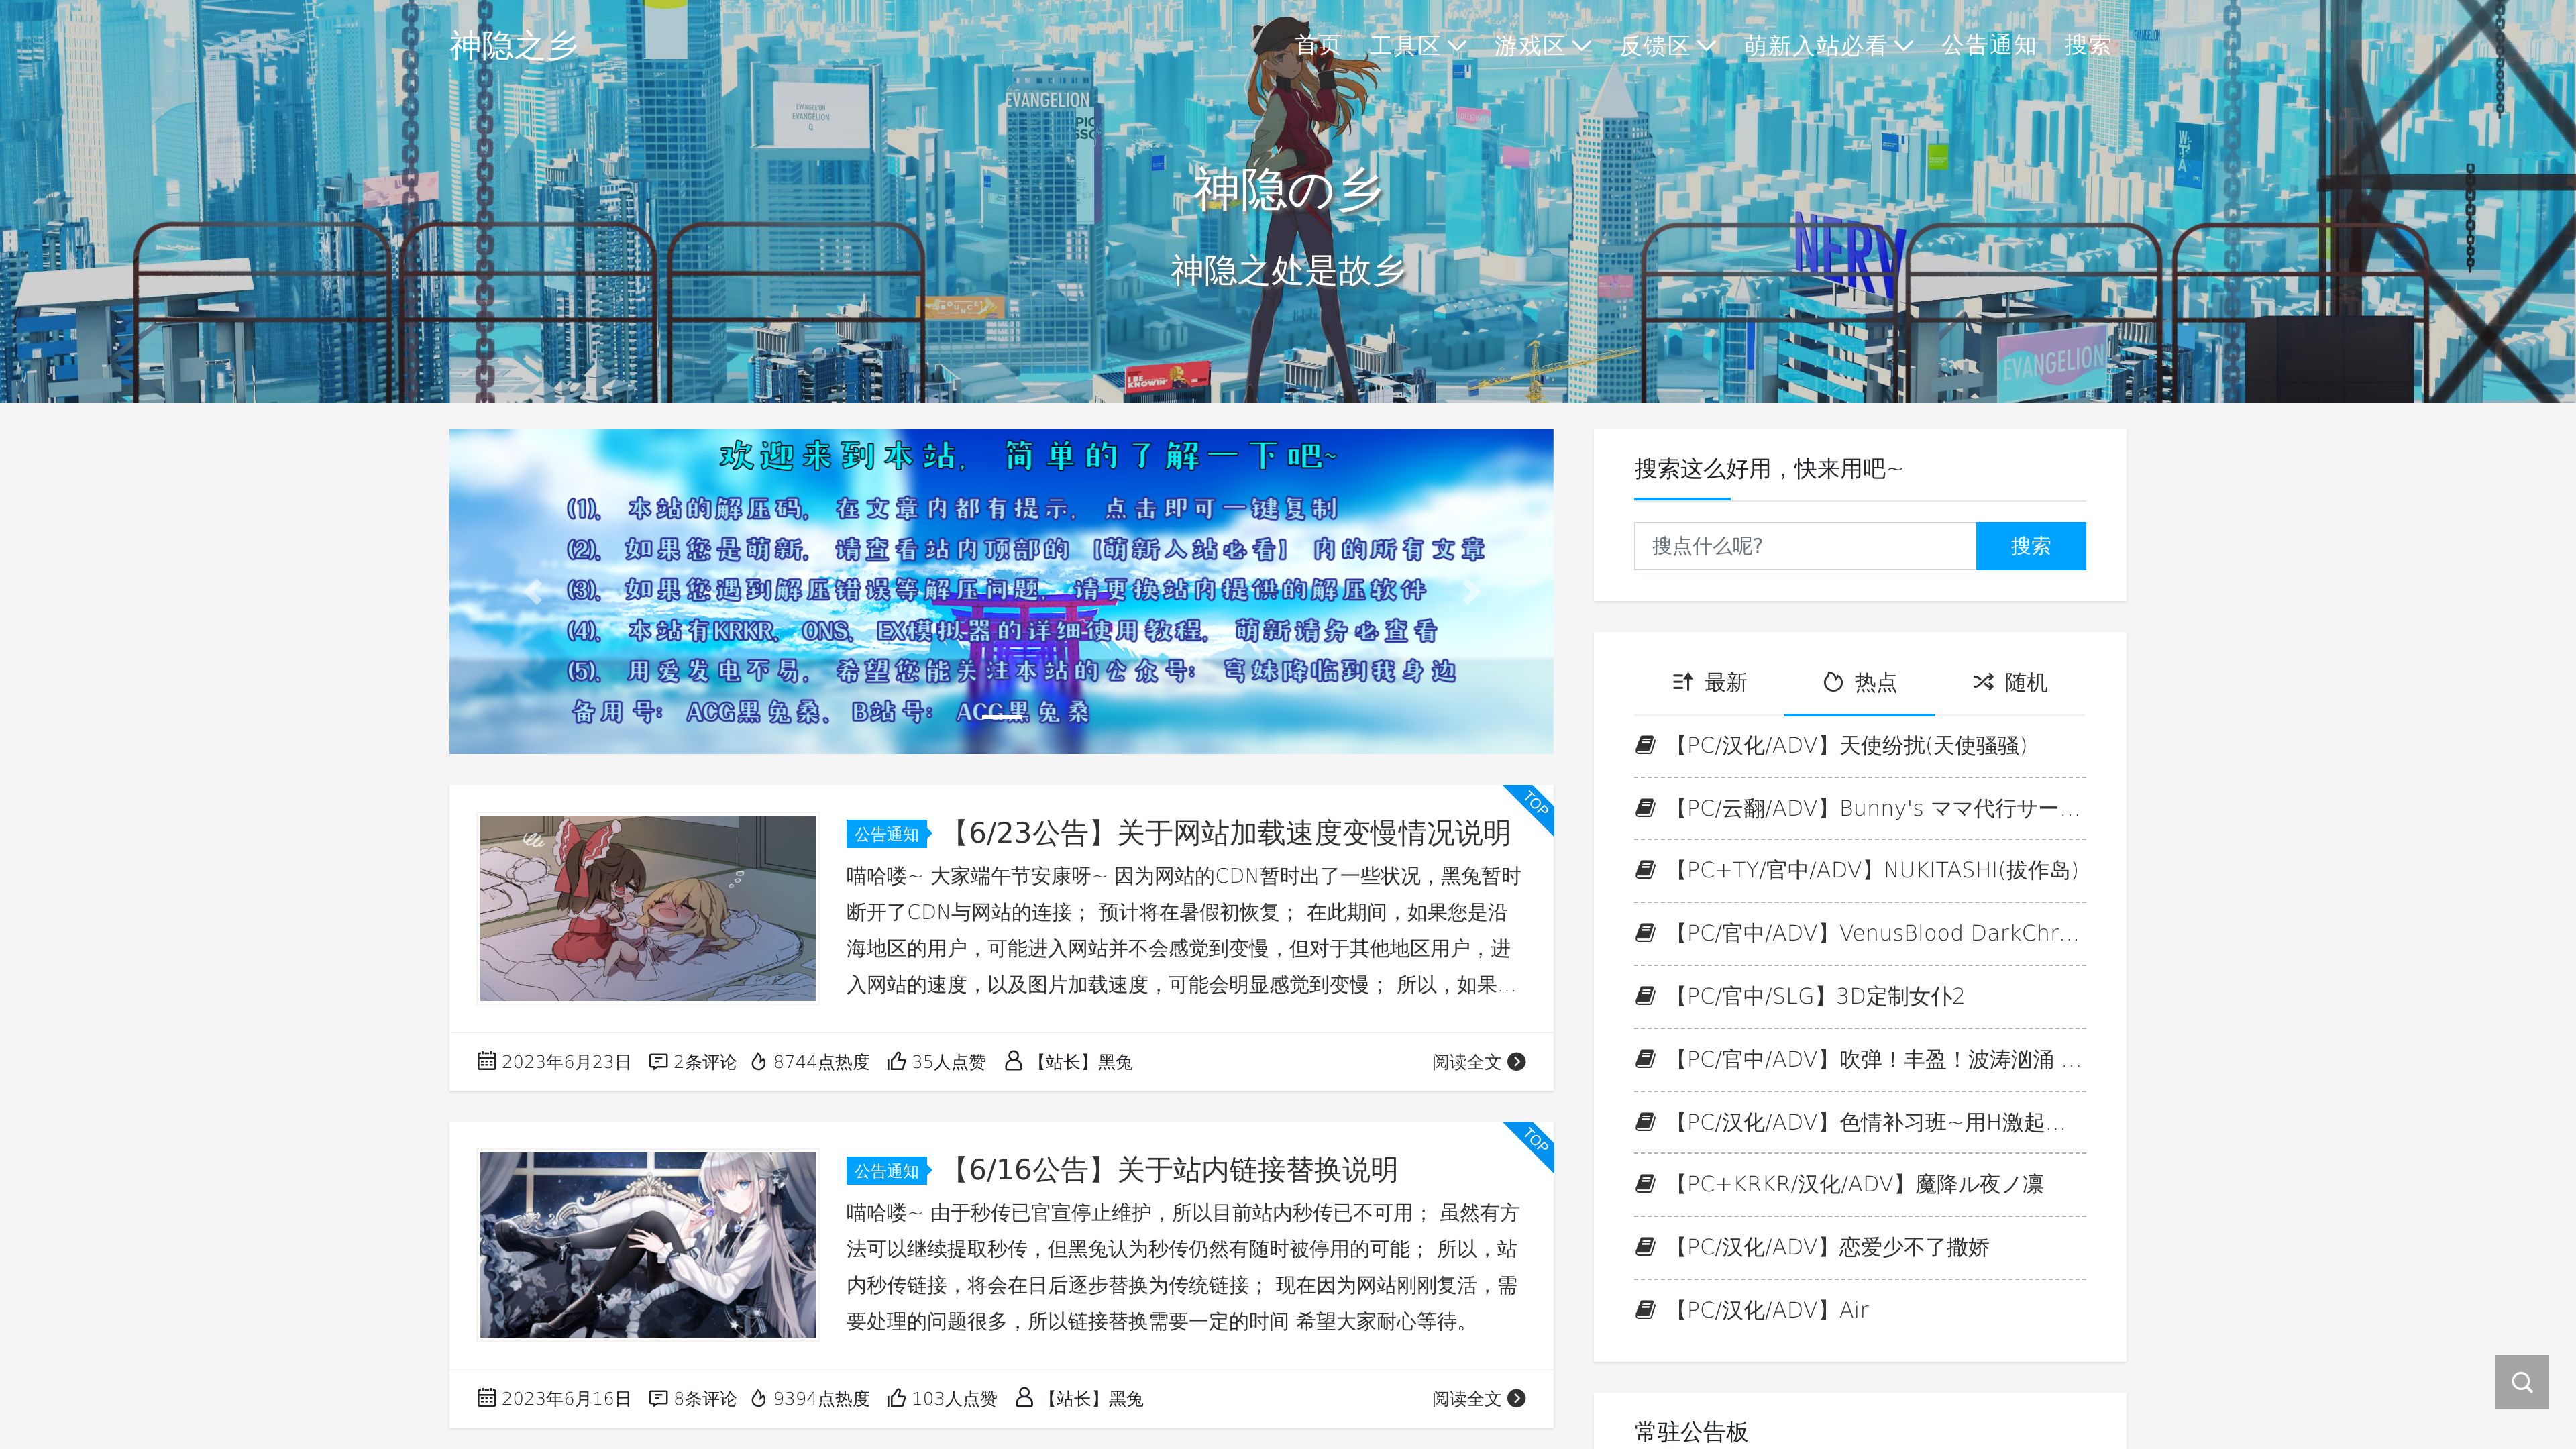 神隐之乡
首页 工具区 游戏区 反馈区 萌新入站必看 公告通知 搜索
EVANGELION
EVANGELION
EVANGELION
Q
神隐の乡
神隐之处是故乡
NERV
EVANGELION
I BE
KNOWIN'
欢迎来到本站, 简单的了解一下吧~
(1)、本站的解压码, 在文章内都有提示, 点击即可一键复制
(2)、如果您是萌新, 请查看站内顶部的 [萌新入站必看] 内的所有文章
(3)、如果您遇到解压错误等解压问题, 请更换站内提供的解压软件
(4)、本站有KRKR、ONS、EX模拟器的详细使用教程, 萌新请务必查看
(5)、用爱发电不易, 希望您能关注本站的公众号: 穹妹降临到我身边
备用号: ACG黑兔桑、B站号: ACG黑兔桑
TOP
公告通知 【6/23公告】关于网站加载速度变慢情况说明
喵哈喽~ 大家端午节安康呀~ 因为网站的CDN暂时出了一些状况，黑兔暂时
断开了CDN与网站的连接； 预计将在暑假初恢复； 在此期间，如果您是沿
海地区的用户，可能进入网站并不会感觉到变慢，但对于其他地区用户，进
入网站的速度，以及图片加载速度，可能会明显感觉到变慢； 所以，如果...
2023年6月23日 2条评论 8744点热度 35人点赞 【站长】黑兔 阅读全文
TOP
公告通知 【6/16公告】关于站内链接替换说明
喵哈喽~ 由于秒传已官宣停止维护，所以目前站内秒传已不可用； 虽然有方
法可以继续提取秒传，但黑兔认为秒传仍然有随时被停用的可能； 所以，站
内秒传链接，将会在日后逐步替换为传统链接； 现在因为网站刚刚复活，需
要处理的问题很多，所以链接替换需要一定的时间 希望大家耐心等待。
2023年6月16日 8条评论 9394点热度 103人点赞 【站长】黑兔 阅读全文
搜索这么好用，快来用吧~
搜点什么呢? 搜索
最新 热点 随机
【PC/汉化/ADV】天使纷扰(天使骚骚)
【PC/云翻/ADV】Bunny's ママ代行サー...
【PC+TY/官中/ADV】NUKITASHI(拔作岛)
【PC/官中/ADV】VenusBlood DarkChr...
【PC/官中/SLG】3D定制女仆2
【PC/官中/ADV】吹弹！丰盈！波涛汹涌 ...
【PC/汉化/ADV】色情补习班~用H激起...
【PC+KRKR/汉化/ADV】魔降ル夜ノ凛
【PC/汉化/ADV】恋爱少不了撒娇
【PC/汉化/ADV】Air
常驻公告板